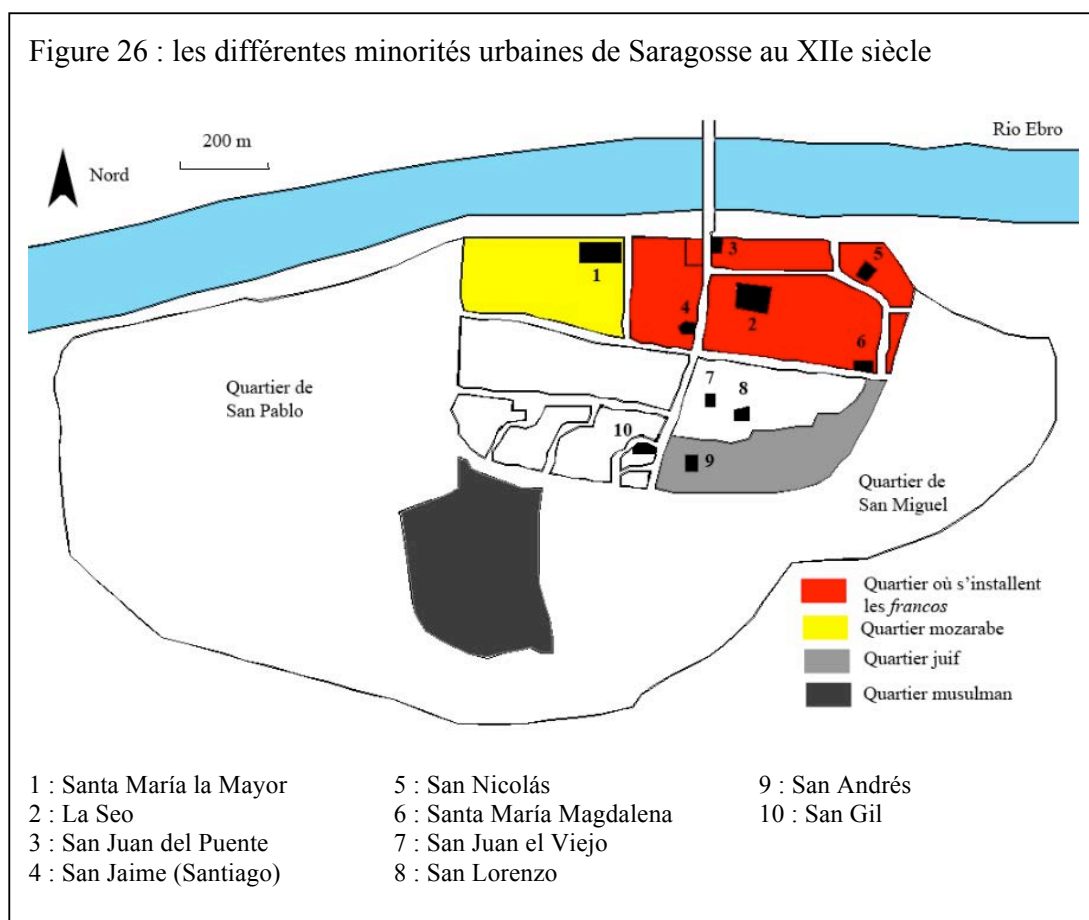 Figure 26 : les différentes minorités urbaines de Saragosse au XIIe siècle
Rio Ebro
200 m
Nord
3
5
1
2
4
6
Quartier de
San Pablo
7
8
10
9
Quartier de
San Miguel
Quartier où s'installent
les francos
Quartier mozarabe
Quartier juif
Quartier musulman
1 : Santa María la Mayor
2 : La Seo
3 : San Juan del Puente
4 : San Jaime (Santiago)
5 : San Nicolás
6 : Santa María Magdalena
7 : San Juan el Viejo
8 : San Lorenzo
9 : San Andrés
10 : San Gil